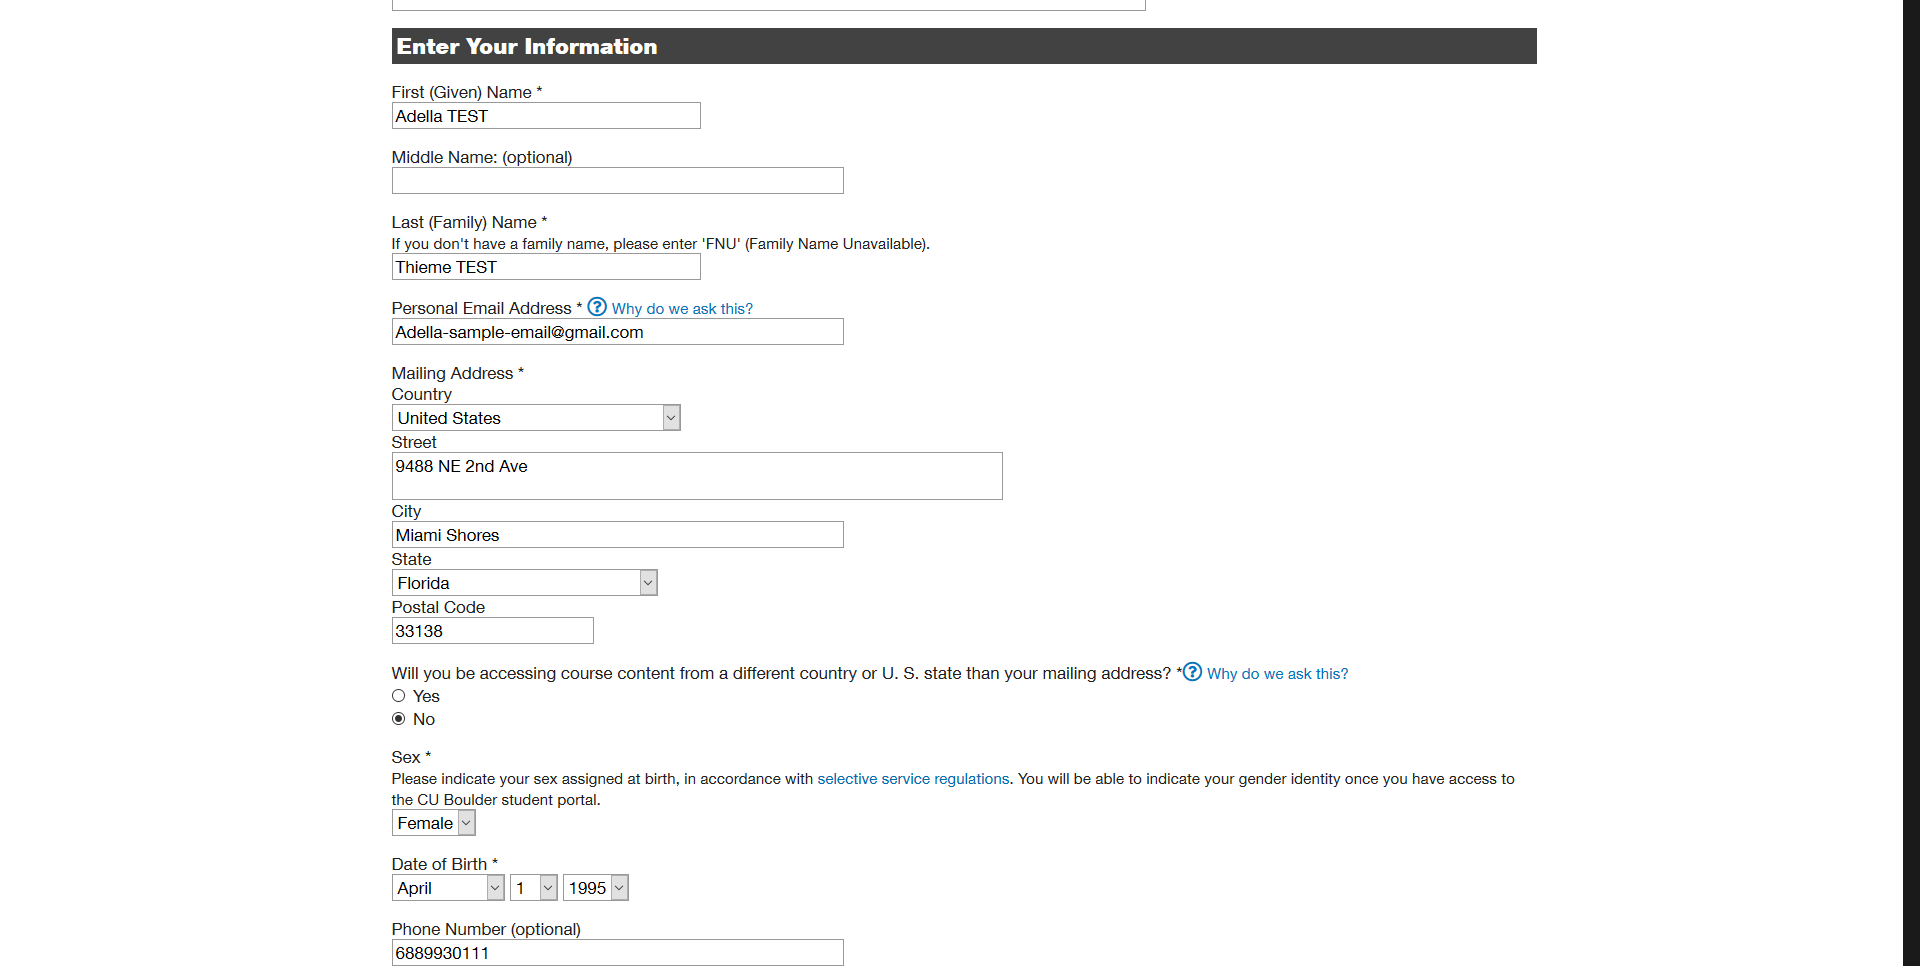 Enter Your Information
First (Given) Name *
Adella TEST
Middle Name: (optional)
Last (Family) Name *
If you don't have a family name, please enter 'FNU' (Family Name Unavailable).
Thieme TEST
Personal Email Address * ? Why do we ask this?
Adella-sample-email@gmail.com
Mailing Address *
Country
United States
Street
9488 NE 2nd Ave
City
Miami Shores
State
Florida
Postal Code
33138
Will you be accessing course content from a different country or U. S. state than your mailing address? *? Why do we ask this?
Yes
No
Sex *
Please indicate your sex assigned at birth, in accordance with selective service regulations. You will be able to indicate your gender identity once you have access to
the CU Boulder student portal.
Female
Date of Birth *
April 1 1995
Phone Number (optional)
6889930111